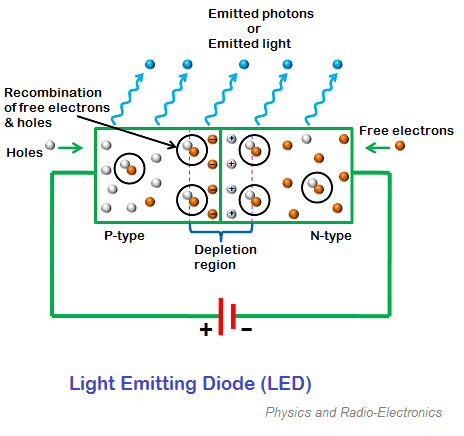 Emitted photons
or
Emitted light
Recombination
of free electrons
& holes
Holes
Free electrons
P-type
N-type
Depletion
region
+ −
Light Emitting Diode (LED)
Physics and Radio-Electronics